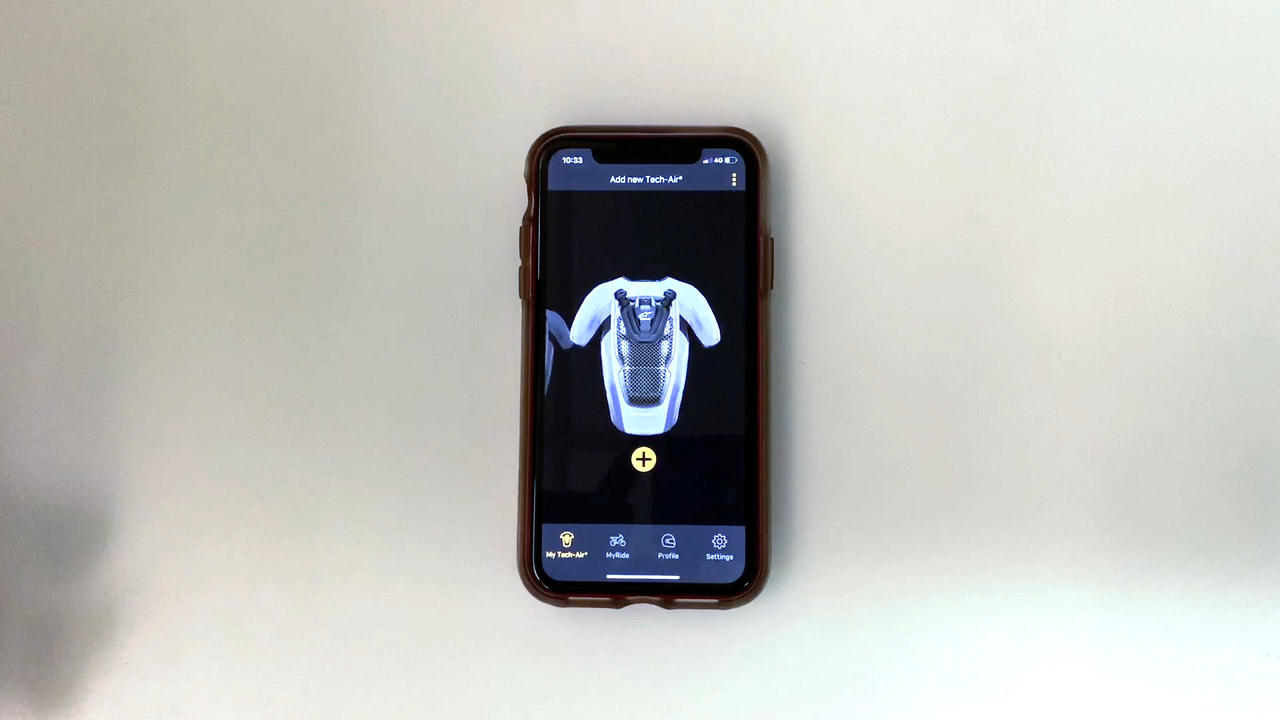 10:33
4G
Add new Tech-Air®
My Tech-Air®
MyRide
Profile
Settings